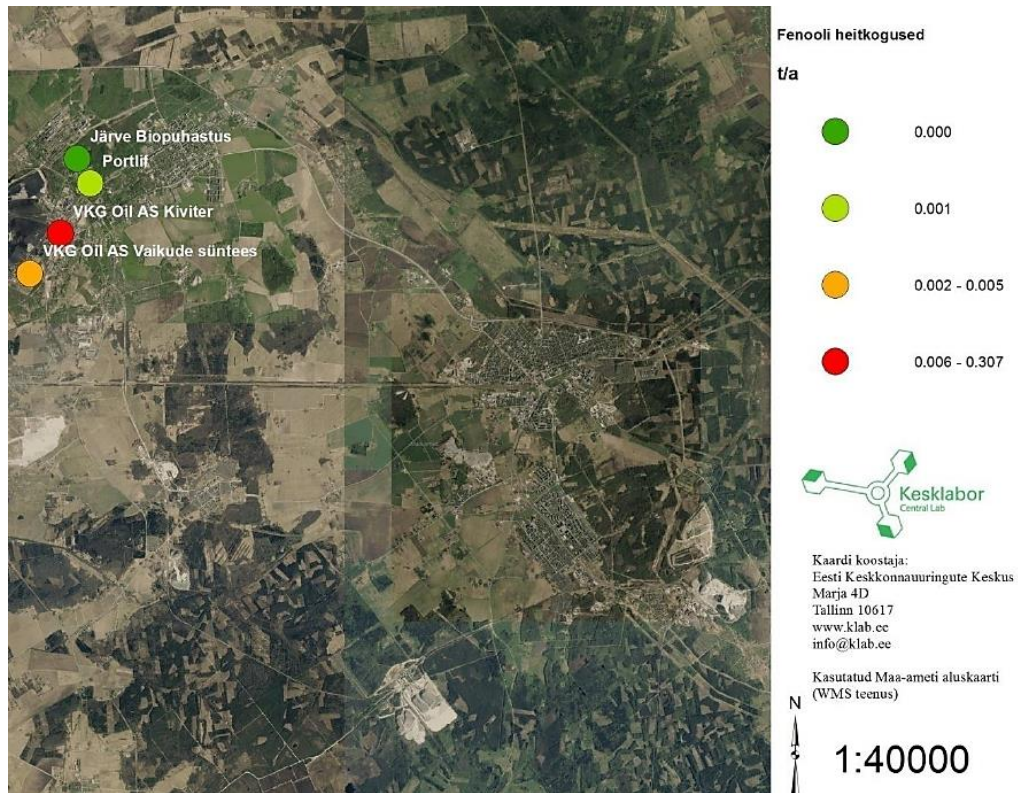 Järve Biopuhastus
Portlif
VKG Oil AS Kiviter
VKG Oil AS Vaikude süntees
Fenooli heitkogused
t/a
0.000
0.001
0.002 - 0.005
0.006 - 0.307
Kesklabor
Central Lab
Kaardi koostaja:
Eesti Keskkonnauuringute Keskus
Marja 4D
Tallinn 10617
www.klab.ee
info@klab.ee
Kasutatud Maa-ameti aluskaarti
(WMS teenus)
N
1:40000